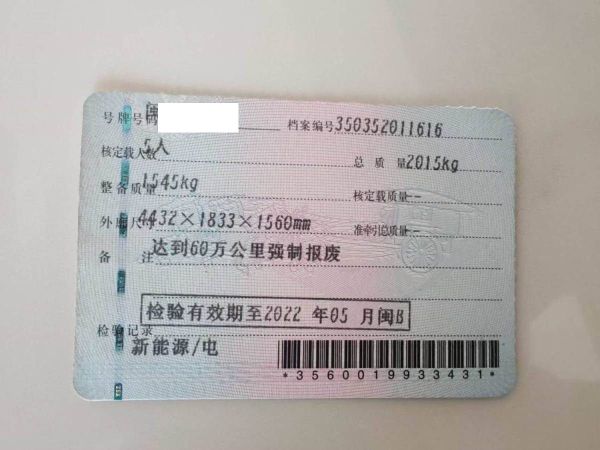 号牌号码 闽
档案编号 350352011616
核定载人数 5人
总质量 2015kg
整备质量 1545kg
核定载质量 --
外廓尺寸 4432×1833×1560mm
准牵引总质量 --
备注 达到60万公里强制报废
检验有效期至2022 年05 月闽B
检验记录
新能源/电
*3560019933431*